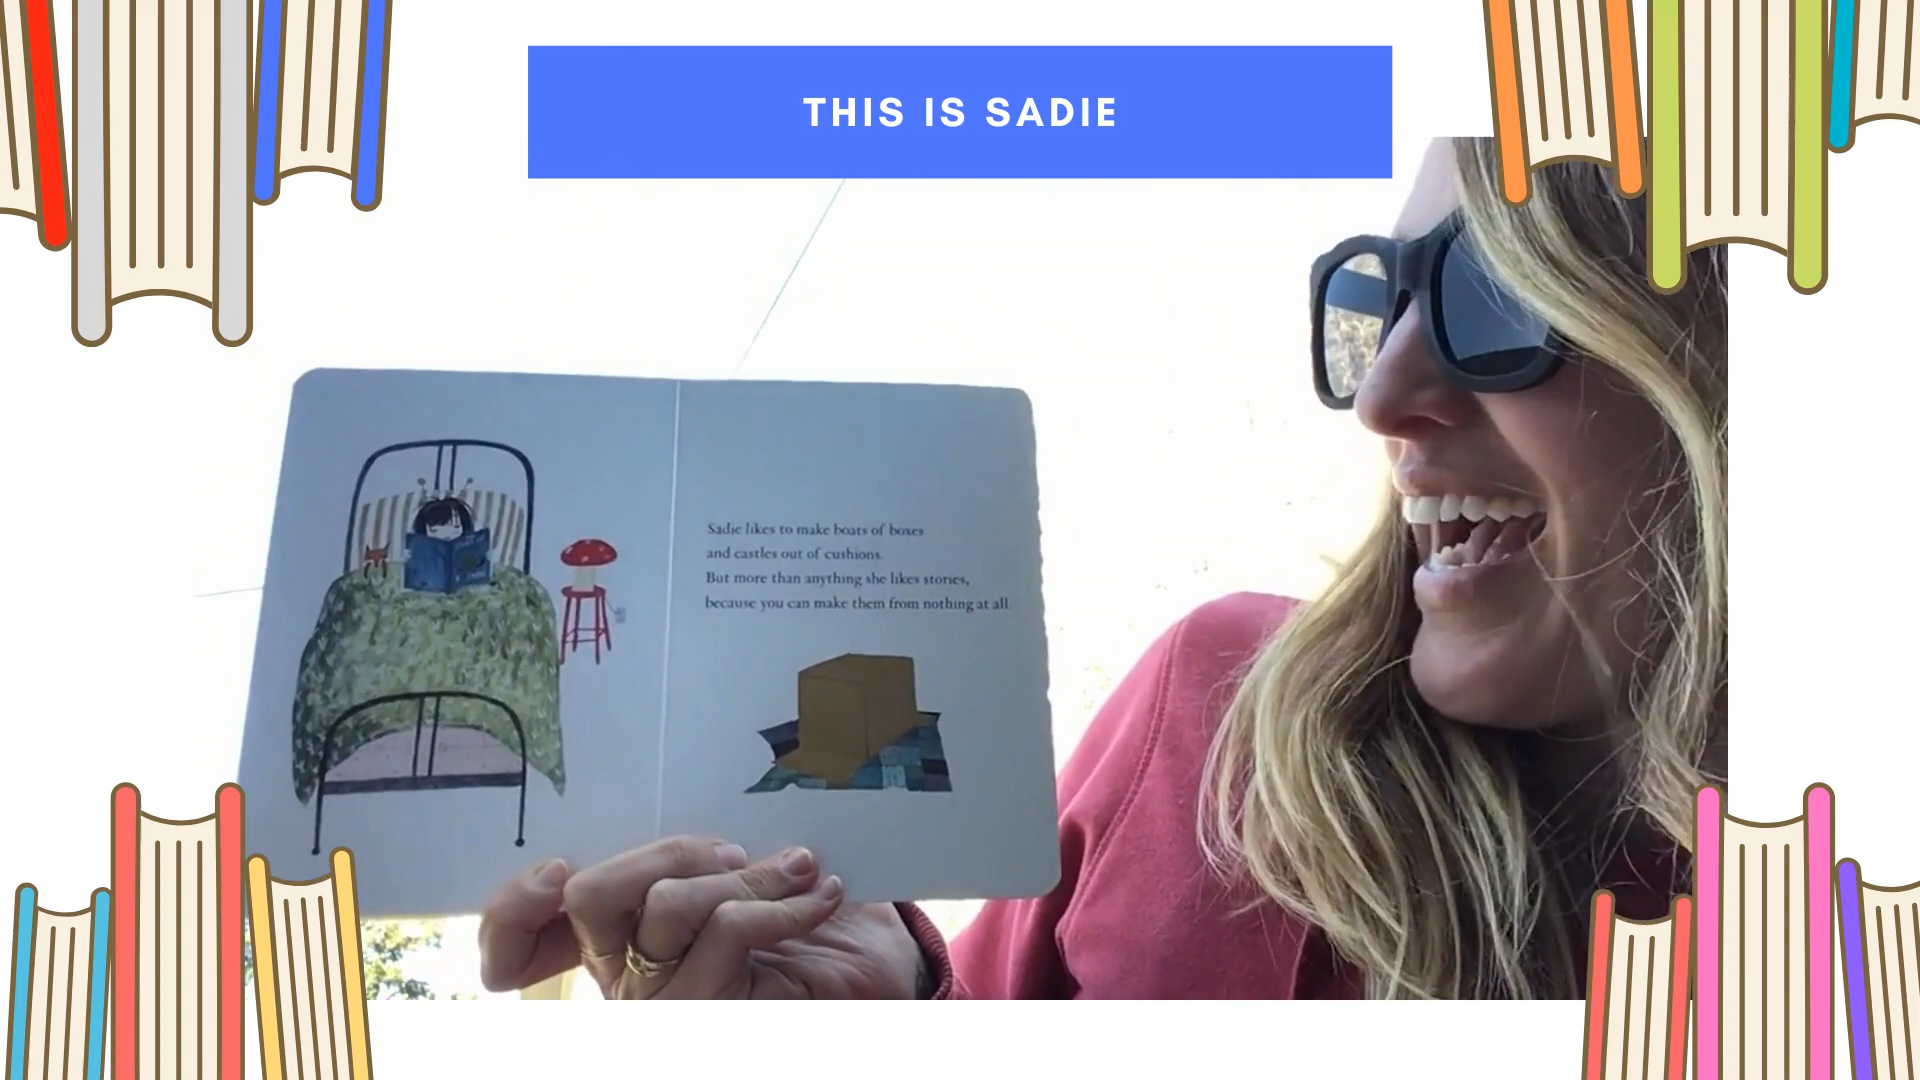 THIS IS SADIE
Sadie likes to make boats of boxes
and castles out of cushions.
But more than anything she likes stories,
because you can make them from nothing at all.